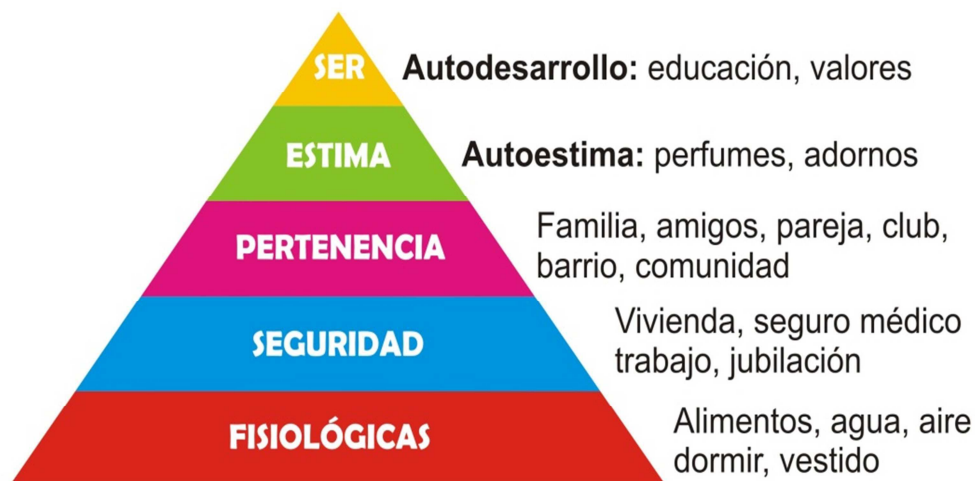 SER
Autodesarrollo: educación, valores
ESTIMA
Autoestima: perfumes, adornos
PERTENENCIA
Familia, amigos, pareja, club,
barrio, comunidad
SEGURIDAD
Vivienda, seguro médico
trabajo, jubilación
FISIOLÓGICAS
Alimentos, agua, aire
dormir, vestido